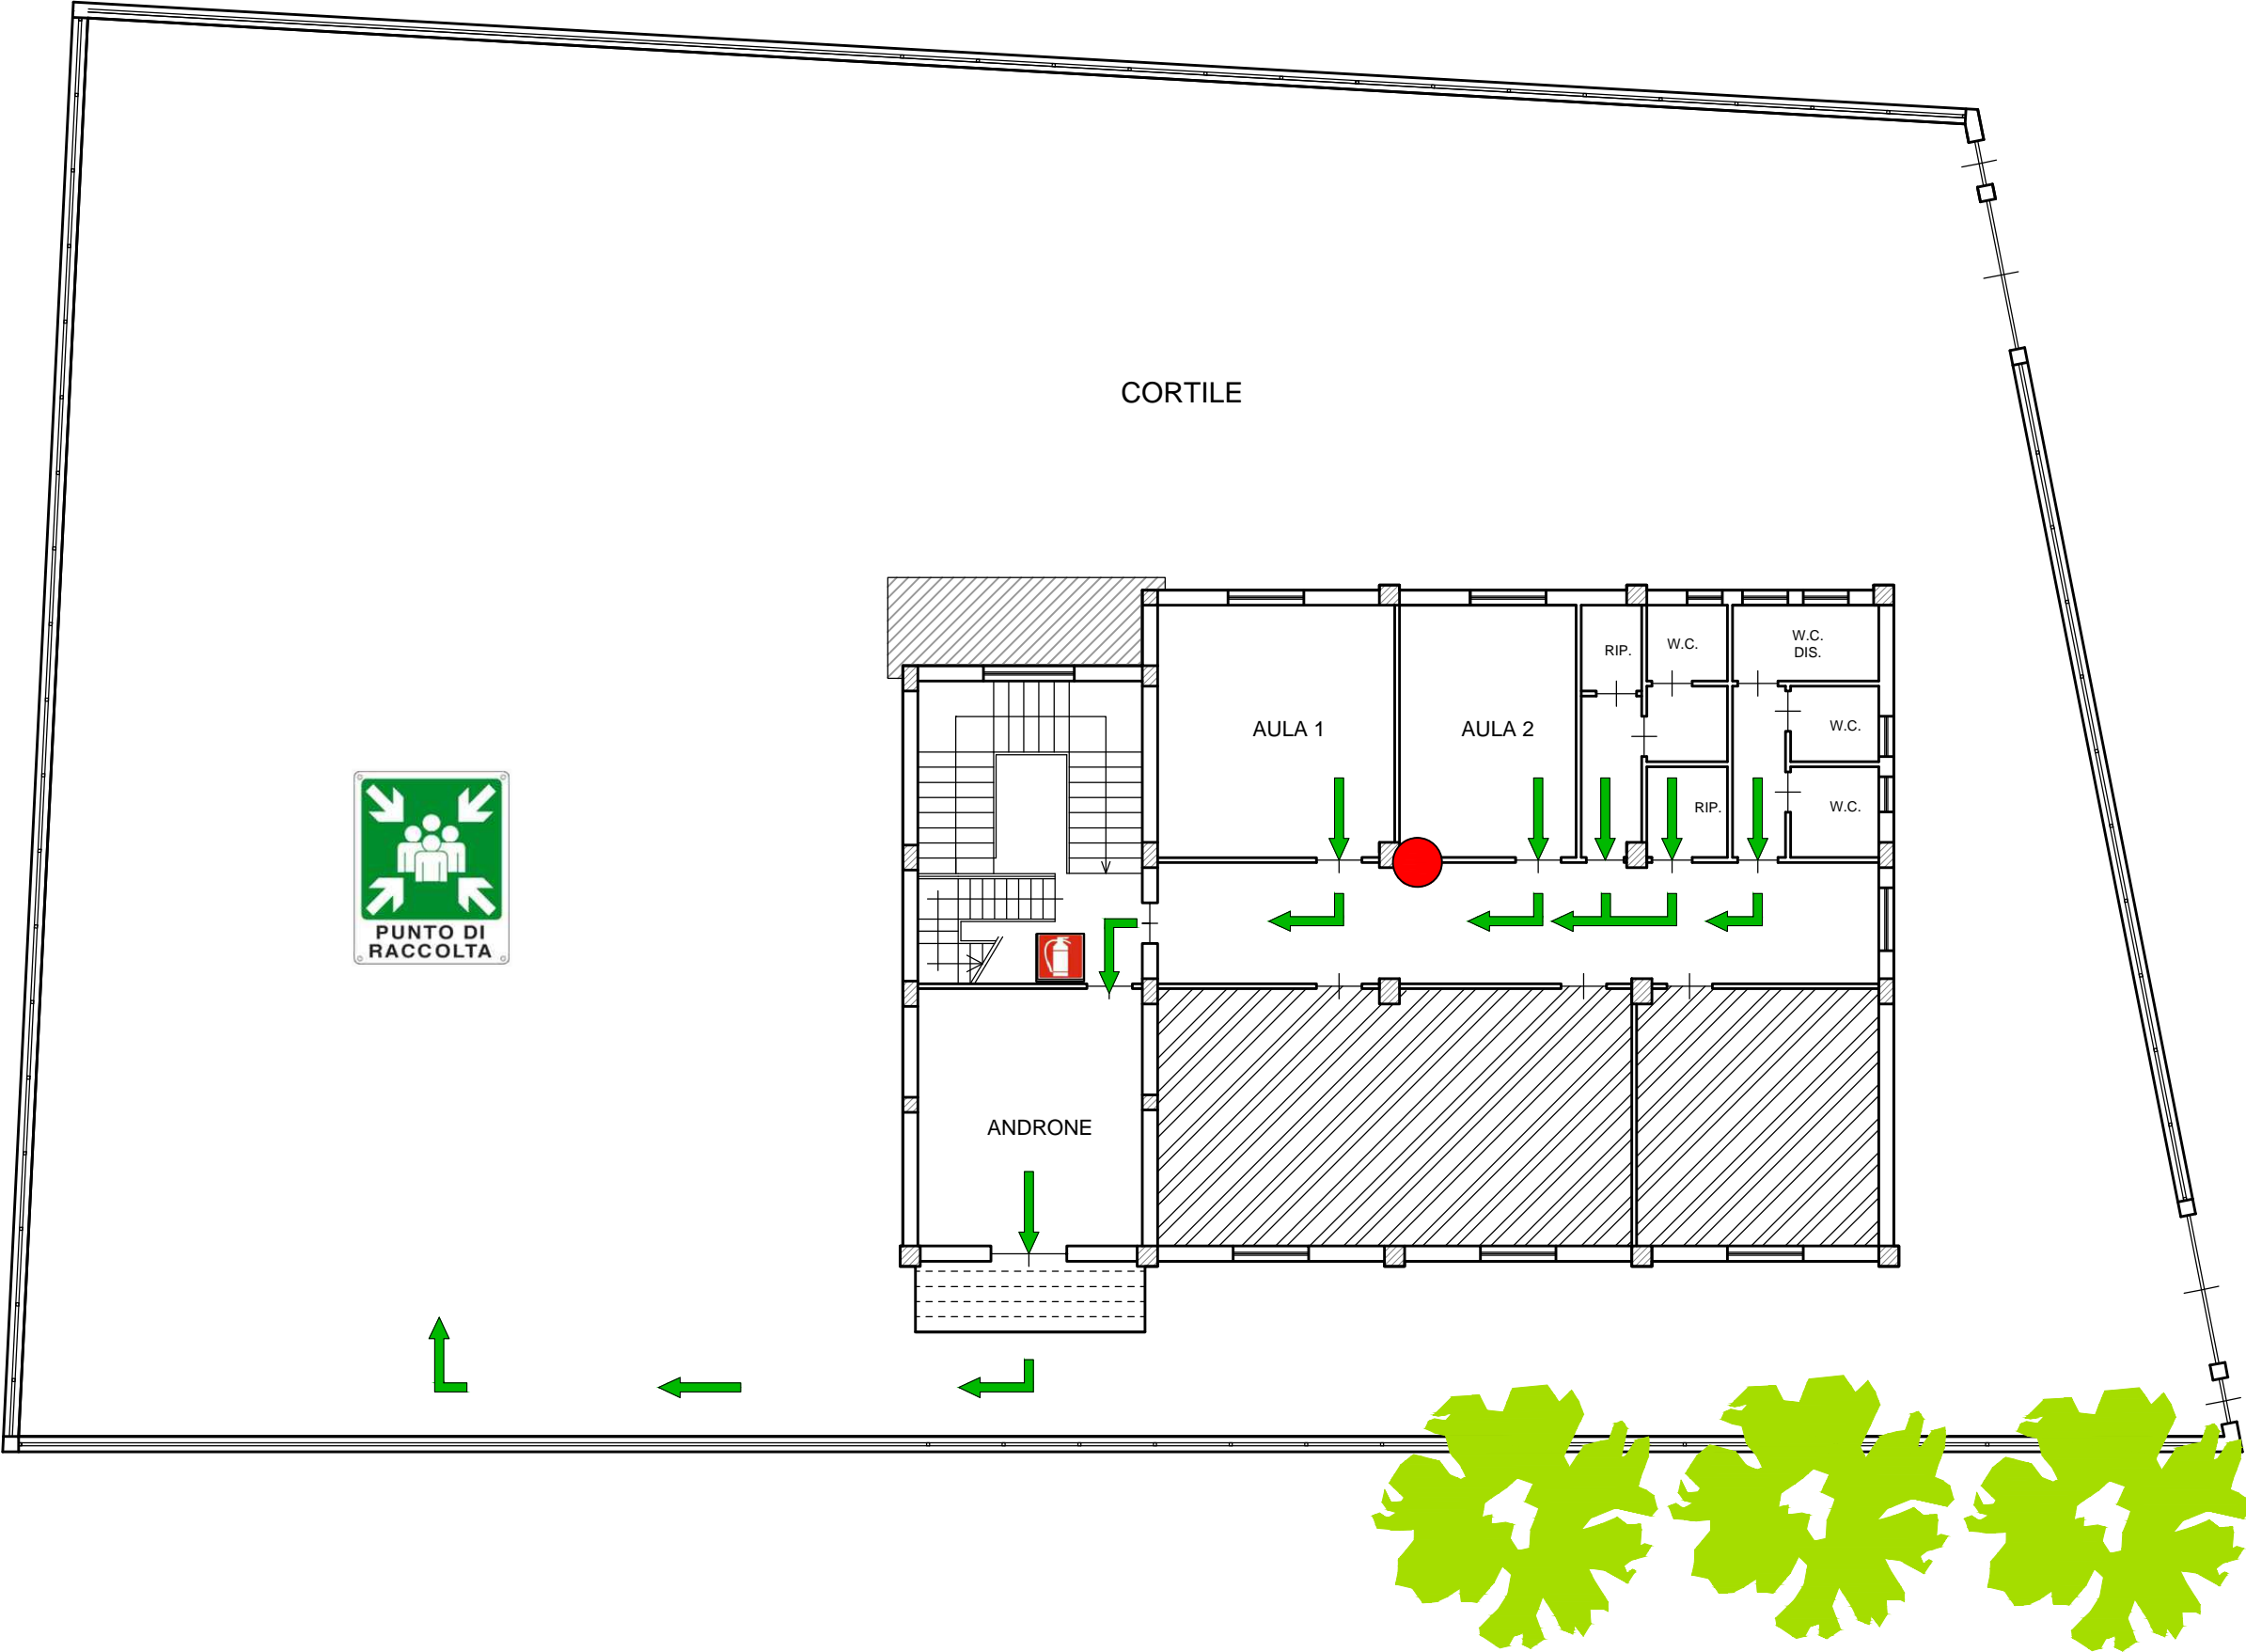 CORTILE
RIP.
W.C.
W.C.
DIS.
AULA 1
AULA 2
W.C.
RIP.
W.C.
PUNTO DI
RACCOLTA
ANDRONE